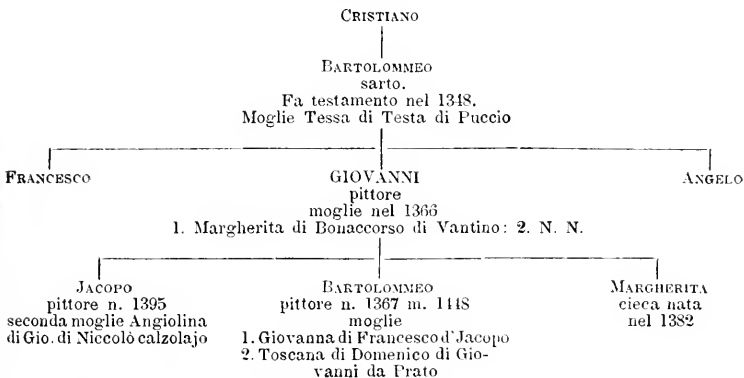 CRISTIANO
BARTOLOMMEO
sarto.
Fa testamento nel 1348.
Moglie Tessa di Testa di Puccio
FRANCESCO
GIOVANNI
pittore
moglie nel 1366
1. Margherita di Bonaccorso di Vantino: 2. N. N.
ANGELO
JACOPO
pittore n. 1395
seconda moglie Angiolina
di Gio. di Niccolò calzolajo
BARTOLOMMEO
pittore n. 1367 m. 1448
moglie
1. Giovanna di Francesco d'Jacopo
2. Toscana di Domenico di Gio-
vanni da Prato
MARGHERITA
cieca nata
nel 1382